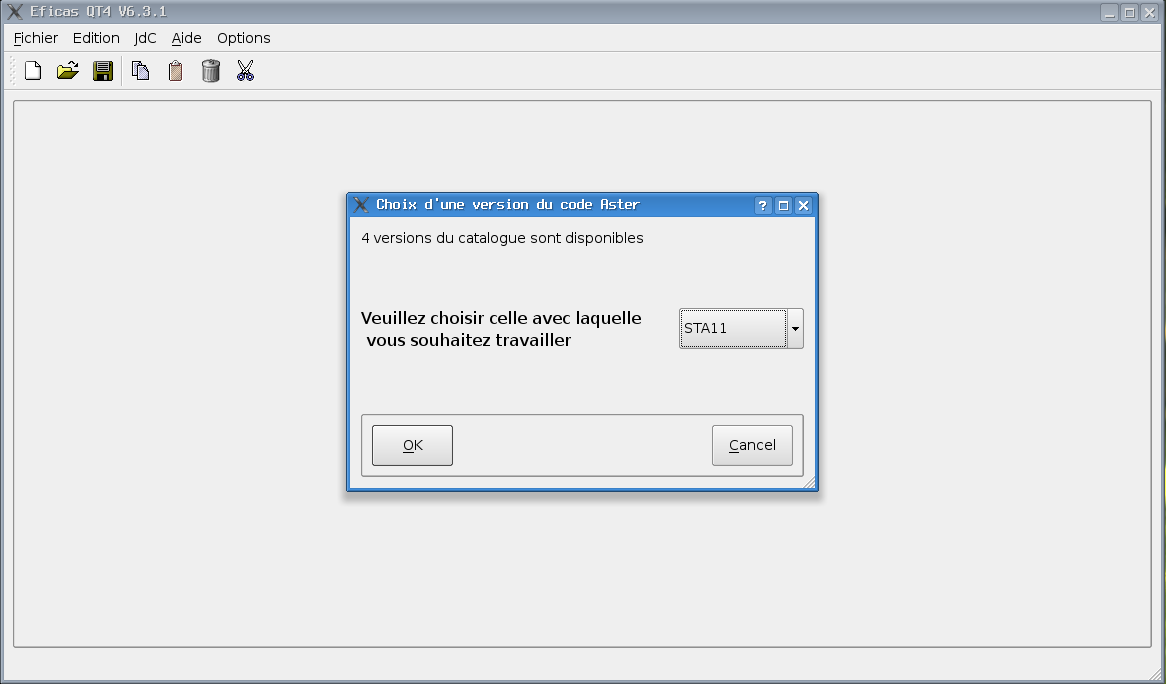 Eficas QT4 V6.3.1
Fichier Edition JdC Aide Options
Choix d'une version du code Aster
4 versions du catalogue sont disponibles
Veuillez choisir celle avec laquelle
vous souhaitez travailler
STA11
OK Cancel